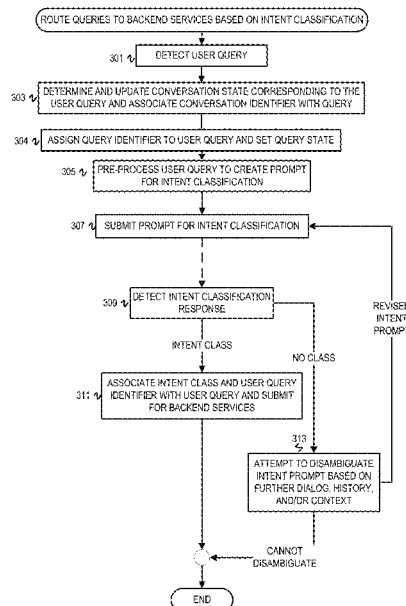 ROUTE QUERIES TO BACKEND SERVICES BASED ON INTENT CLASSIFICATION
301
DETECT USER QUERY
303
DETERMINE AND UPDATE CONVERSATION STATE CORRESPONDING TO THE
USER QUERY AND ASSOCIATE CONVERSATION IDENTIFIER WITH QUERY
304
ASSIGN QUERY IDENTIFIER TO USER QUERY AND SET QUERY STATE
305
PRE-PROCESS USER QUERY TO CREATE PROMPT
FOR INTENT CLASSIFICATION
307
SUBMIT PROMPT FOR INTENT CLASSIFICATION
309
DETECT INTENT CLASSIFICATION
RESPONSE
REVISED
INTENT
PROMPT
INTENT CLASS
NO CLASS
311
ASSOCIATE INTENT CLASS AND USER QUERY
IDENTIFIER WITH USER QUERY AND SUBMIT
FOR BACKEND SERVICES
313
ATTEMPT TO DISAMBIGUATE
INTENT PROMPT BASED ON
FURTHER DIALOG, HISTORY,
AND/OR CONTEXT
CANNOT
DISAMBIGUATE
END